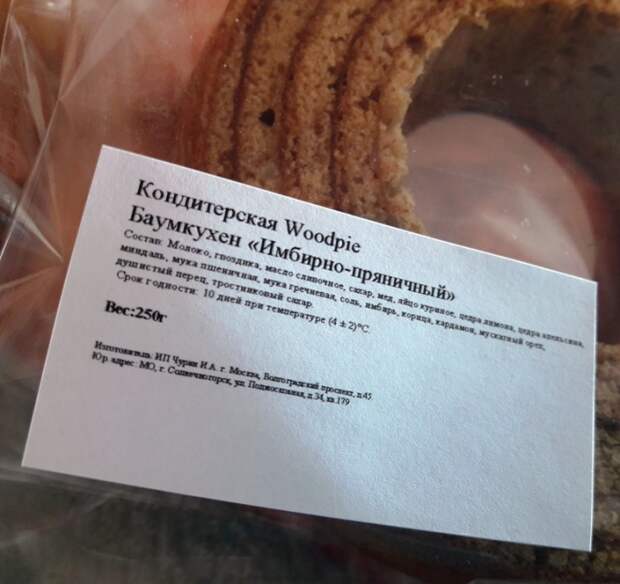 Кондитерская Woodpie
Баумкухен «Имбирно-пряничный»
Состав: Молоко, гвоздика, масло сливочное, сахар, мед, яйцо куриное, цедра лимона, цедра апельсина,
миндаль, мука пшеничная, мука гречневая, соль, имбирь, корица, кардамон, мускатный орех,
душистый перец, тростниковый сахар.
Срок годности: 10 дней при температуре (4 ± 2)°С.
Вес:250г
Изготовитель: ИП Чурян И.А. г. Москва, Волгоградский проспект, д.45
Юр. адрес: МО, г. Солнечногорск, ул. Подмосковная, д.34, кв.179